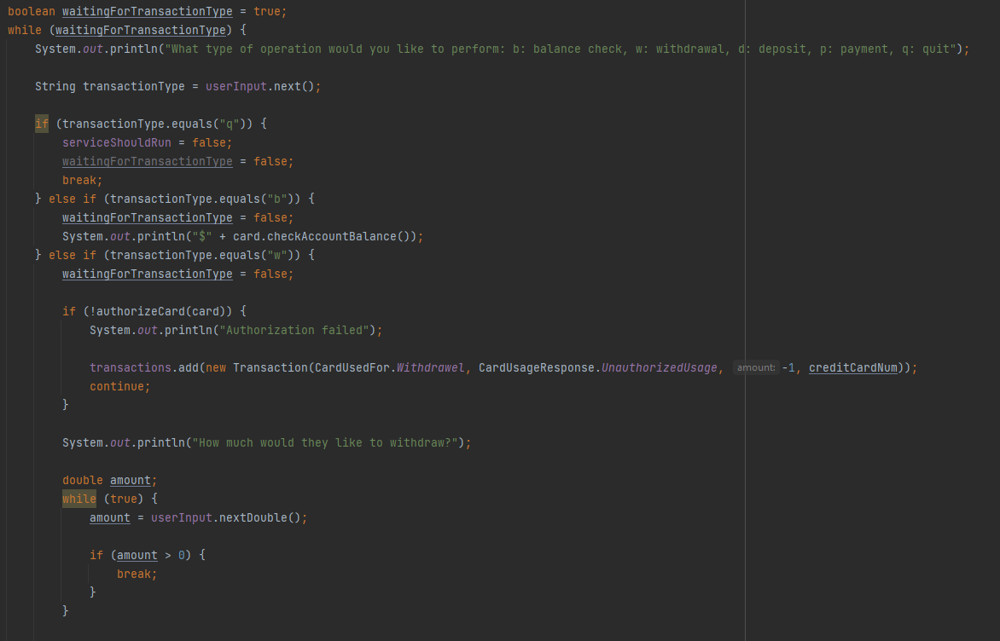 boolean waitingForTransactionType = true;
while (waitingForTransactionType) {
System.out.println("What type of operation would you like to perform: b: balance check, w: withdrawal, d: deposit, p: payment, q: quit");
String transactionType = userInput.next();
if (transactionType.equals("q")) {
serviceShouldRun = false;
waitingForTransactionType = false;
break;
} else if (transactionType.equals("b")) {
waitingForTransactionType = false;
System.out.println("$" + card.checkAccountBalance());
} else if (transactionType.equals("w")) {
waitingForTransactionType = false;
if (!authorizeCard(card)) {
System.out.println("Authorization failed");
transactions.add(new Transaction(CardUsedFor.Withdrawel, CardUsageResponse.UnauthorizedUsage, amount: -1, creditCardNum));
continue;
}
System.out.println("How much would they like to withdraw?");
double amount;
while (true) {
amount = userInput.nextDouble();
if (amount > 0) {
break;
}
}